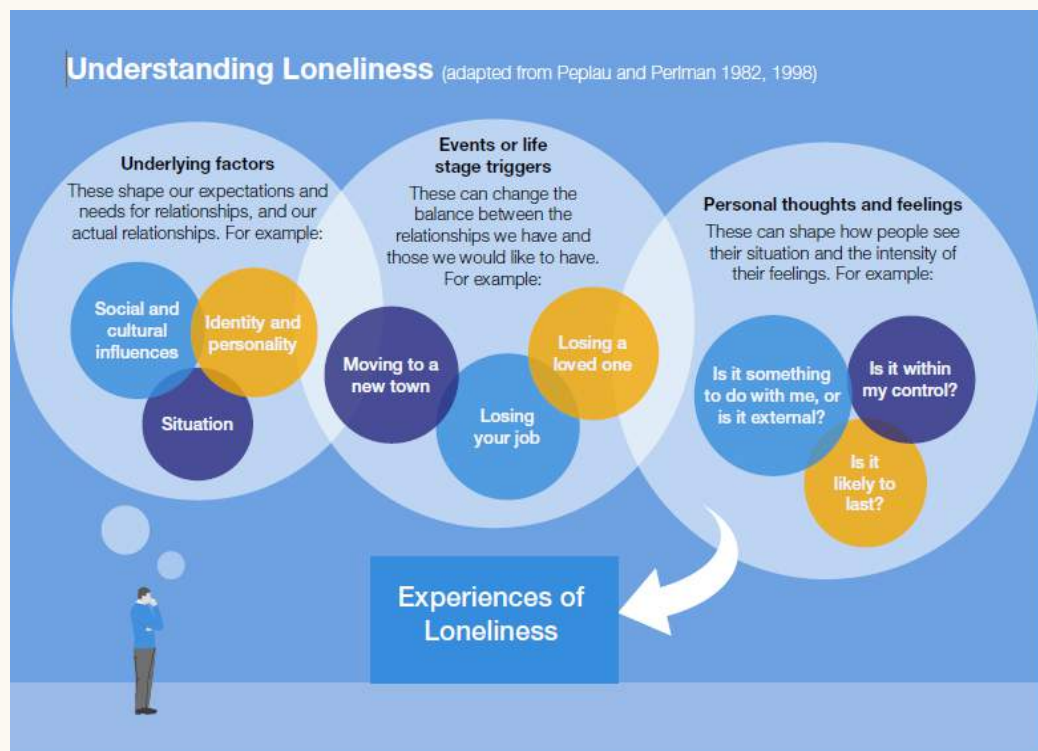 Understanding Loneliness (adapted from Peplau and Perlman 1982, 1998)
Underlying factors
These shape our expectations and
needs for relationships, and our
actual relationships. For example:
Social and
cultural
influences
Identity and
personality
Situation
Events or life
stage triggers
These can change the
balance between the
relationships we have and
those we would like to have.
For example:
Moving to a
new town
Losing
your job
Losing a
loved one
Personal thoughts and feelings
These can shape how people see
their situation and the intensity of
their feelings. For example:
Is it something
to do with me, or
is it external?
Is it within
my control?
Is it
likely to
last?
Experiences of
Loneliness